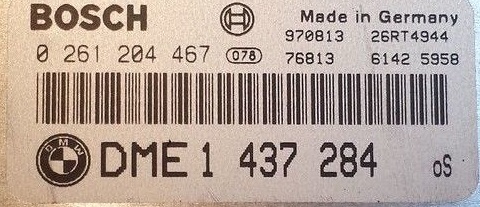 BOSCH Made in Germany
970813 26RT4944
0 261 204 467 078 76813 6142 5958
BMW DME 1 437 284 oS